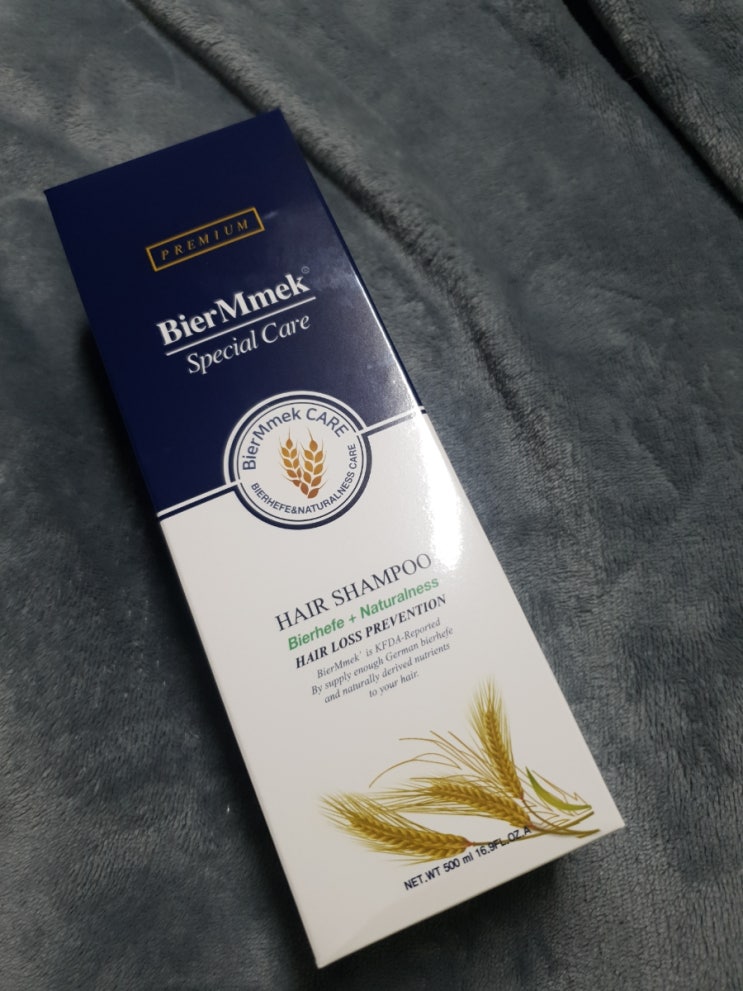 PREMIUM
BierMmek©
Special Care
BierMmek CARE
BIERHEFE&NATURALNESS CARE
HAIR SHAMPOO
Bierhefe + Naturalness
HAIR LOSS PREVENTION
BierMmek' is KFDA-Reported
By supply enough German bierhefe
and naturally derived nutrients
to your hair.
NET.WT 500 ml 16.9FL.OZ.A